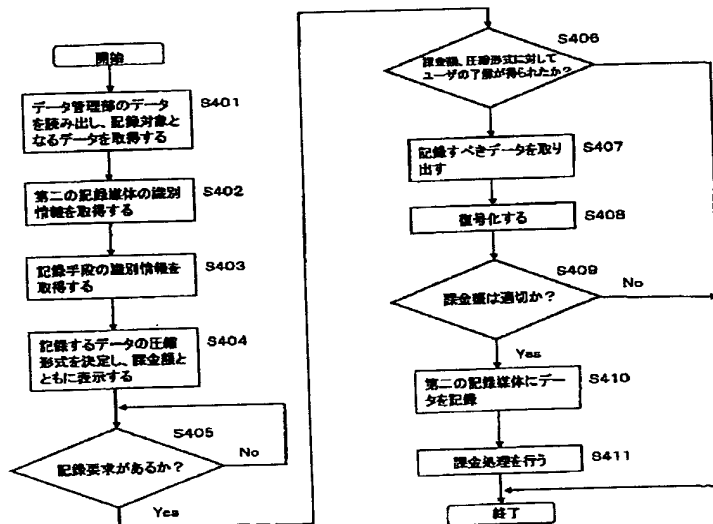 開始
データ管理部のデータ
を読み出し、記録対象と
なるデータを取得する
S401
第二の記録媒体の識別
情報を取得する
S402
記録手段の識別情報を
取得する
S403
記録するデータの圧縮
形式を決定し、課金額と
ともに表示する
S404
S405
記録要求があるか?
No
Yes
S406
課金額、圧縮形式に対して
ユーザの了解が得られたか?
記録すべきデータを取り
出す
S407
復号化する
S408
S409
課金額は適切か?
No
Yes
第二の記録媒体にデー
タを記録
S410
課金処理を行う
S411
終了